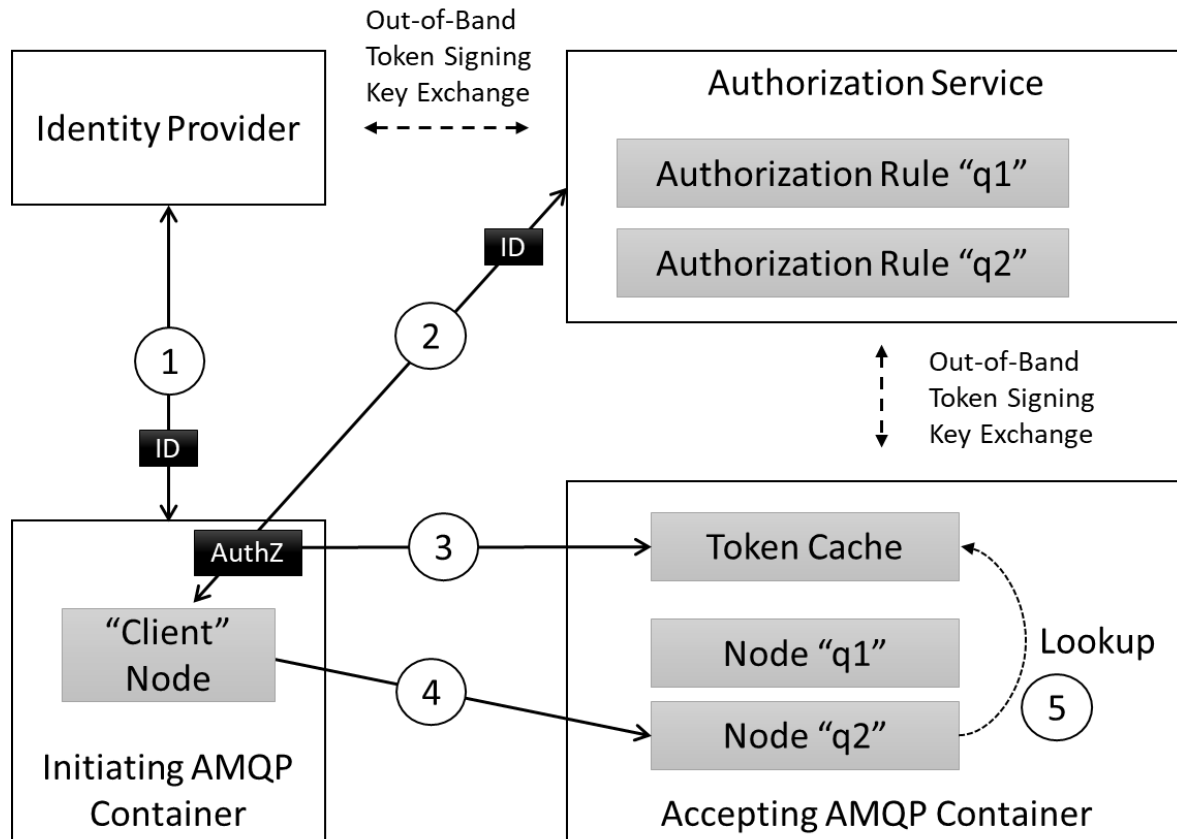 Out-of-Band
Token Signing
Key Exchange
Identity Provider
Authorization Service
Authorization Rule “q1”
Authorization Rule “q2”
ID
2
1
ID
Out-of-Band
Token Signing
Key Exchange
AuthZ
3
Token Cache
“Client”
Node
4
Node “q1”
Node “q2”
Lookup
5
Initiating AMQP
Container
Accepting AMQP Container